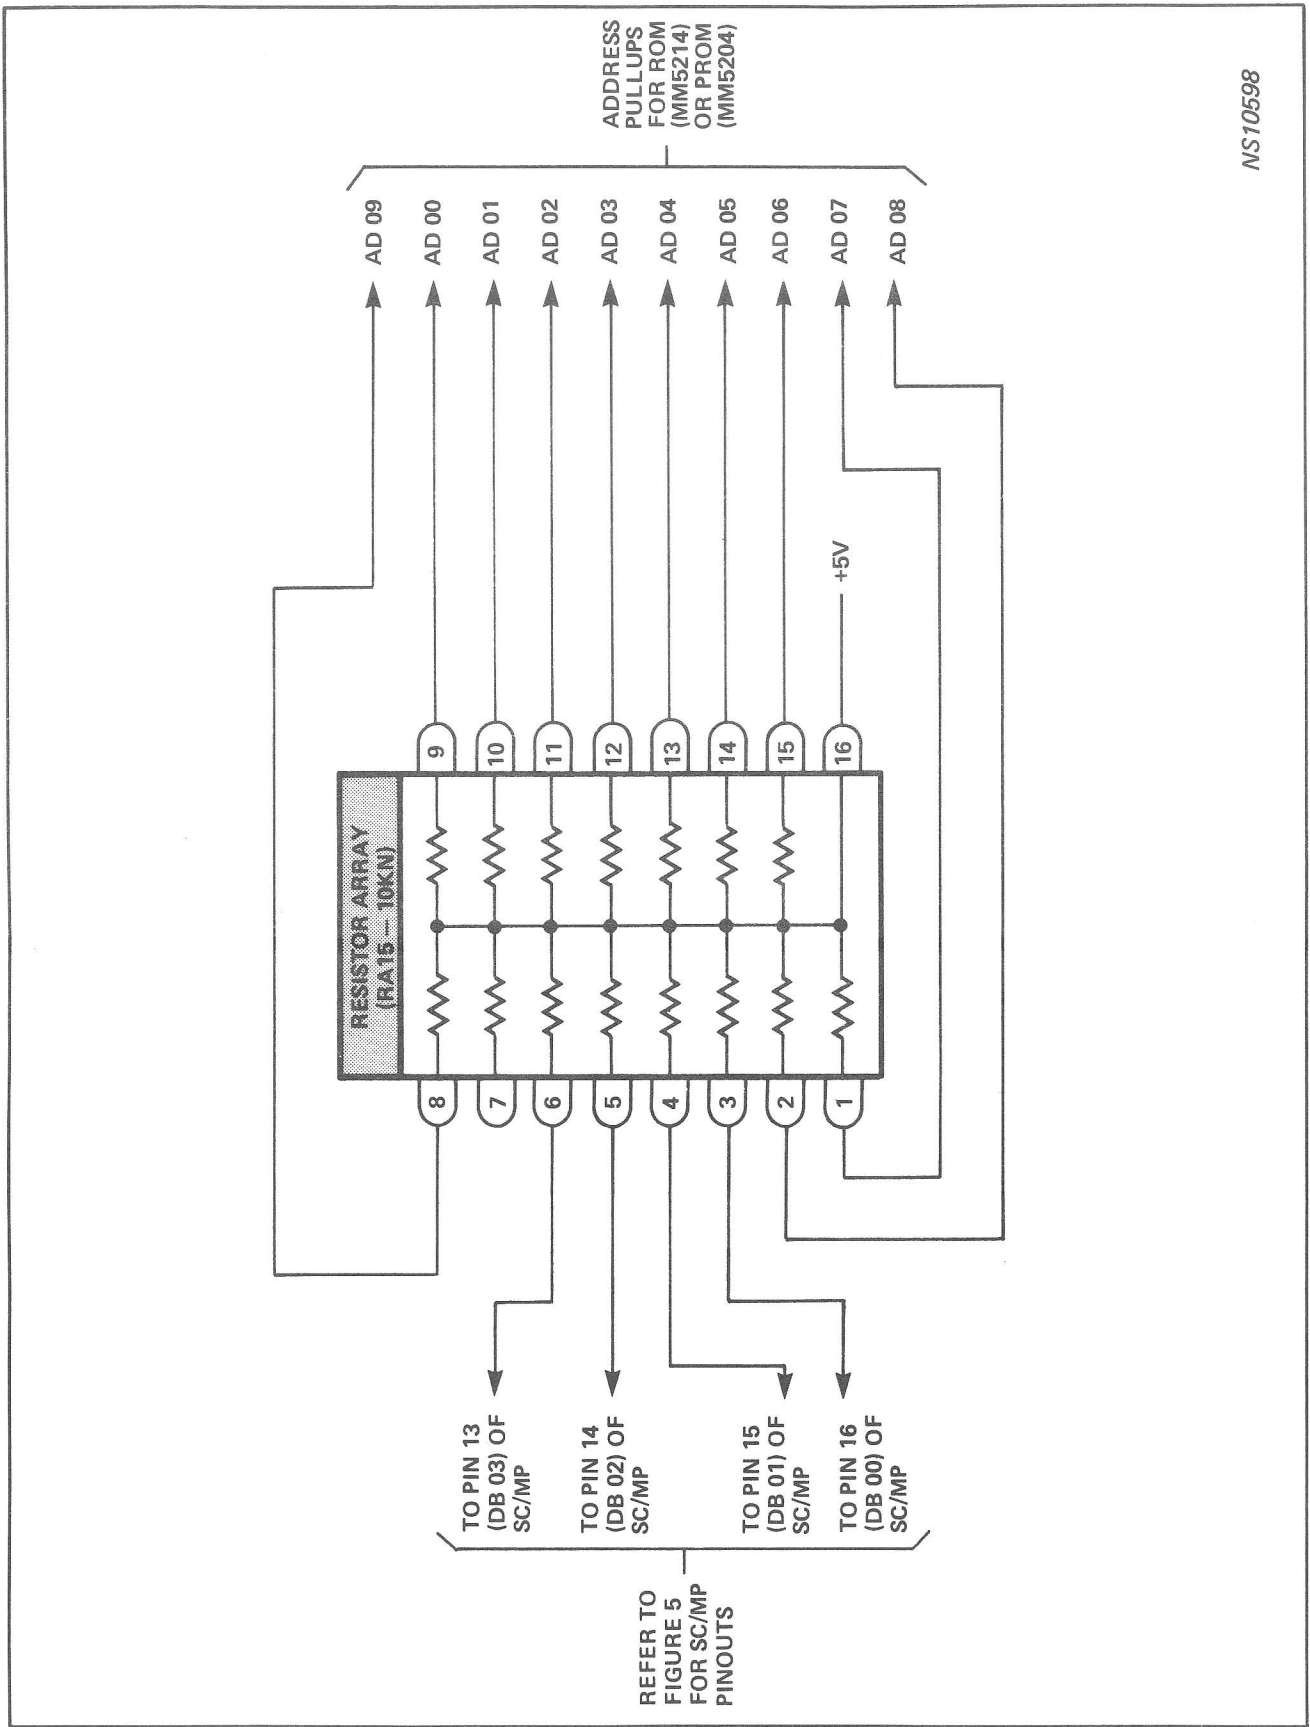 RESISTOR ARRAY
(RA15 – 10KN)
8
7
6
5
4
3
2
1
9
10
11
12
13
14
15
16
+5V
AD 09
AD 00
AD 01
AD 02
AD 03
AD 04
AD 05
AD 06
AD 07
AD 08
ADDRESS
PULLUPS
FOR ROM
(MM5214)
OR PROM
(MM5204)
TO PIN 13
(DB 03) OF
SC/MP
TO PIN 14
(DB 02) OF
SC/MP
TO PIN 15
(DB 01) OF
SC/MP
TO PIN 16
(DB 00) OF
SC/MP
REFER TO
FIGURE 5
FOR SC/MP
PINOUTS
NS10598